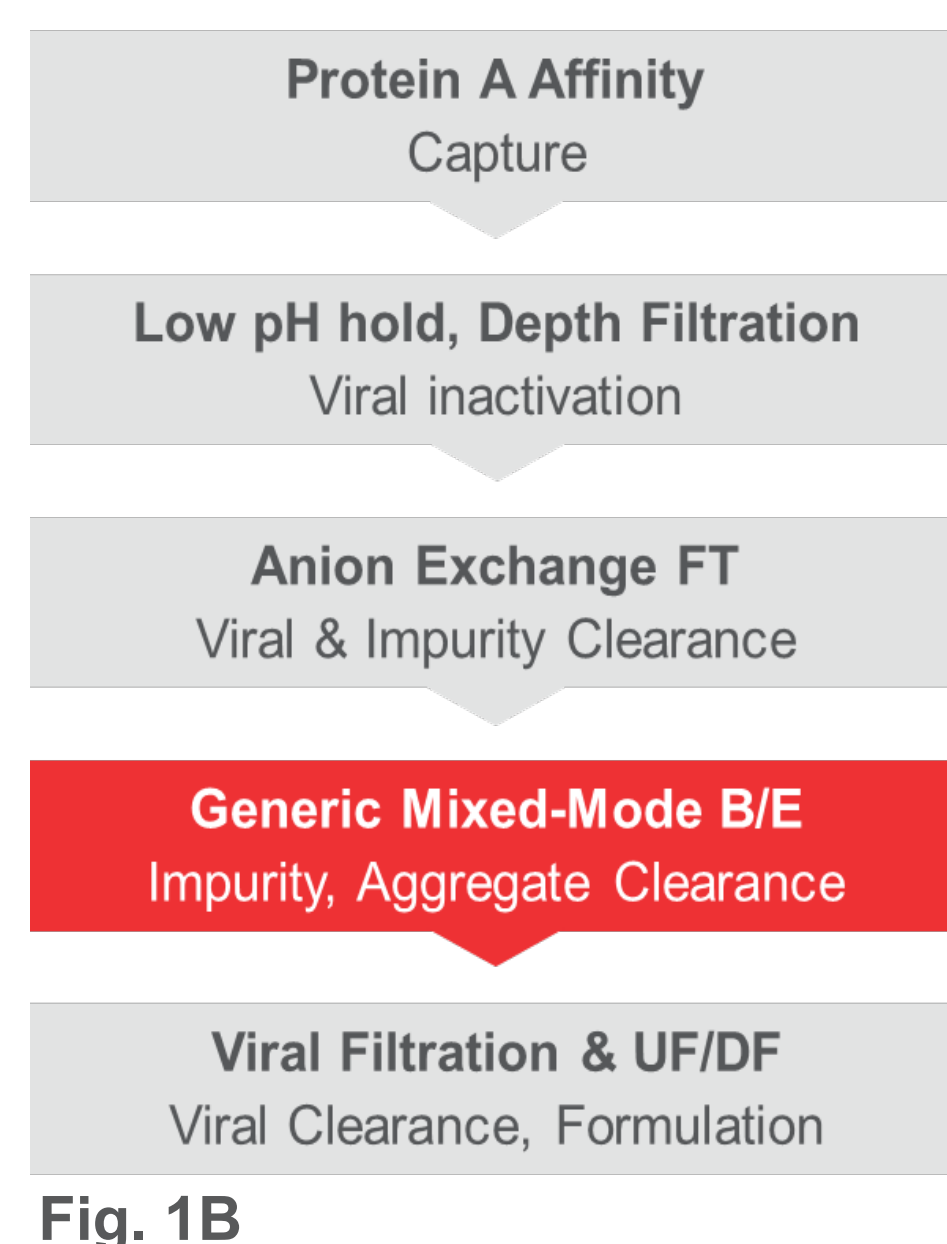 Protein A Affinity
Capture
Low pH hold, Depth Filtration
Viral inactivation
Anion Exchange FT
Viral & Impurity Clearance
Generic Mixed-Mode B/E
Impurity, Aggregate Clearance
Viral Filtration & UF/DF
Viral Clearance, Formulation
Fig. 1B